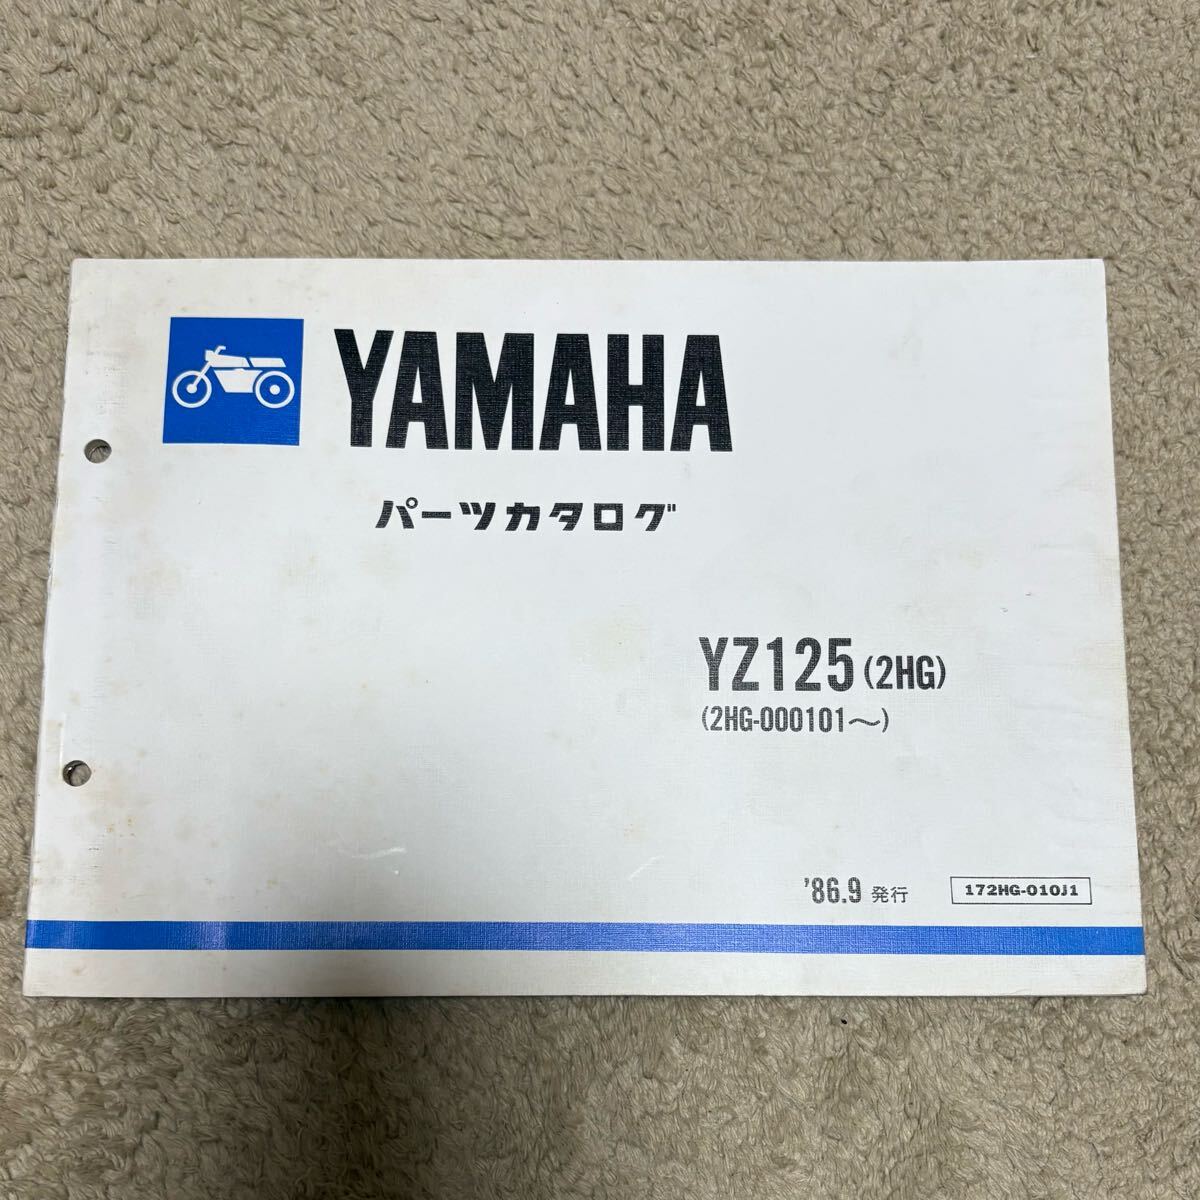 YAMAHA
パーツカタログ
YZ125 (2HG)
(2HG-000101～)
'86.9 発行
172HG-010J1